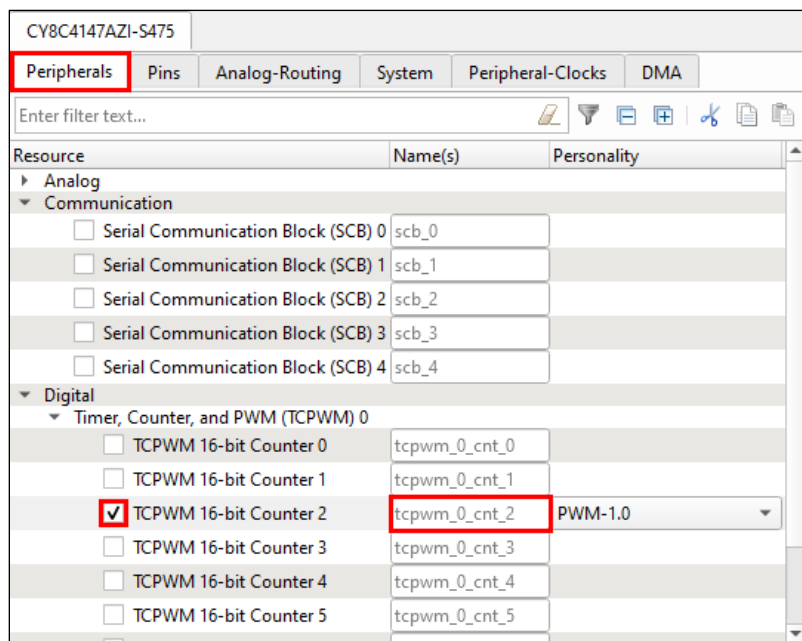 CY8C4147AZI-S475
Peripherals Pins Analog-Routing System Peripheral-Clocks DMA
Enter filter text...
Resource Name(s) Personality
Analog
Communication
Serial Communication Block (SCB) 0 scb_0
Serial Communication Block (SCB) 1 scb_1
Serial Communication Block (SCB) 2 scb_2
Serial Communication Block (SCB) 3 scb_3
Serial Communication Block (SCB) 4 scb_4
Digital
Timer, Counter, and PWM (TCPWM) 0
TCPWM 16-bit Counter 0 tcpwm_0_cnt_0
TCPWM 16-bit Counter 1 tcpwm_0_cnt_1
TCPWM 16-bit Counter 2 tcpwm_0_cnt_2 PWM-1.0
TCPWM 16-bit Counter 3 tcpwm_0_cnt_3
TCPWM 16-bit Counter 4 tcpwm_0_cnt_4
TCPWM 16-bit Counter 5 tcpwm_0_cnt_5